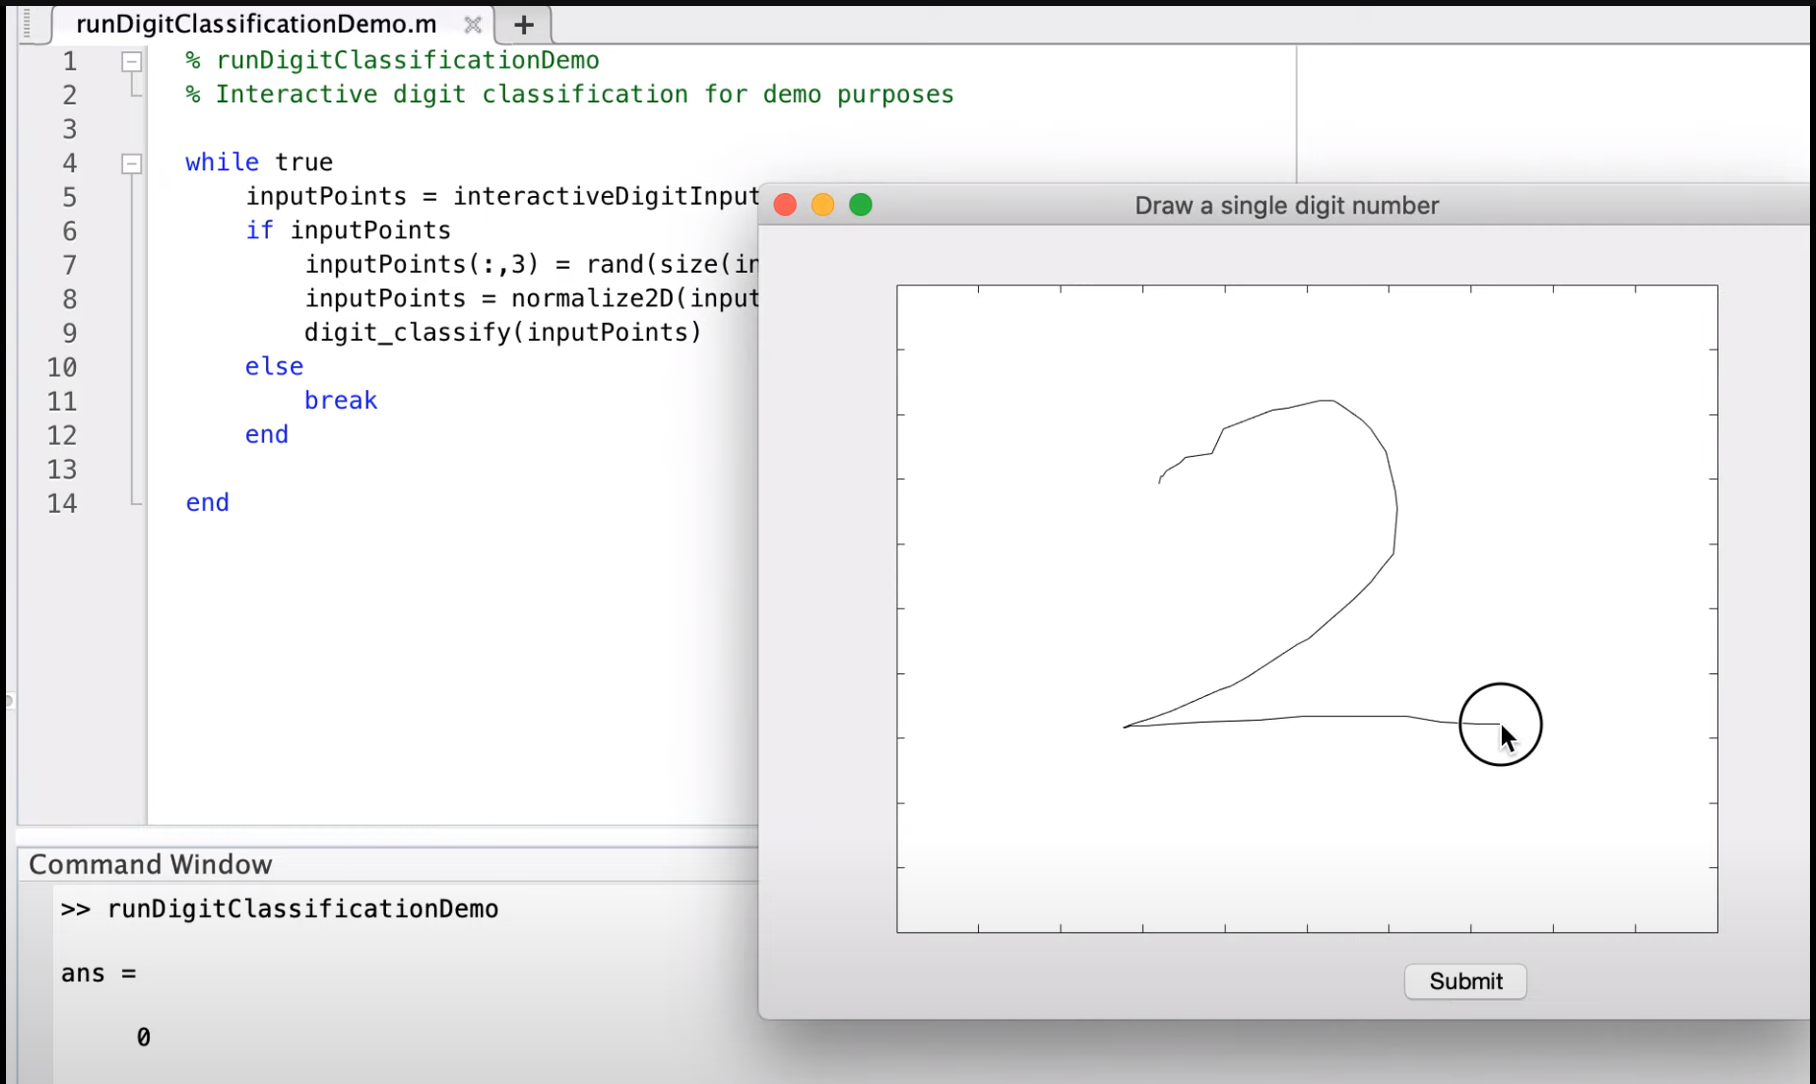 runDigitClassificationDemo.m
1 % runDigitClassificationDemo
2 % Interactive digit classification for demo purposes
3
4 while true
5 inputPoints = interactiveDigitInput
6 if inputPoints
7 inputPoints(:,3) = rand(size(in
8 inputPoints = normalize2D(input
9 digit_classify(inputPoints)
10 else
11 break
12 end
13
14 end
Draw a single digit number
2
Submit
Command Window
>> runDigitClassificationDemo
ans =
0